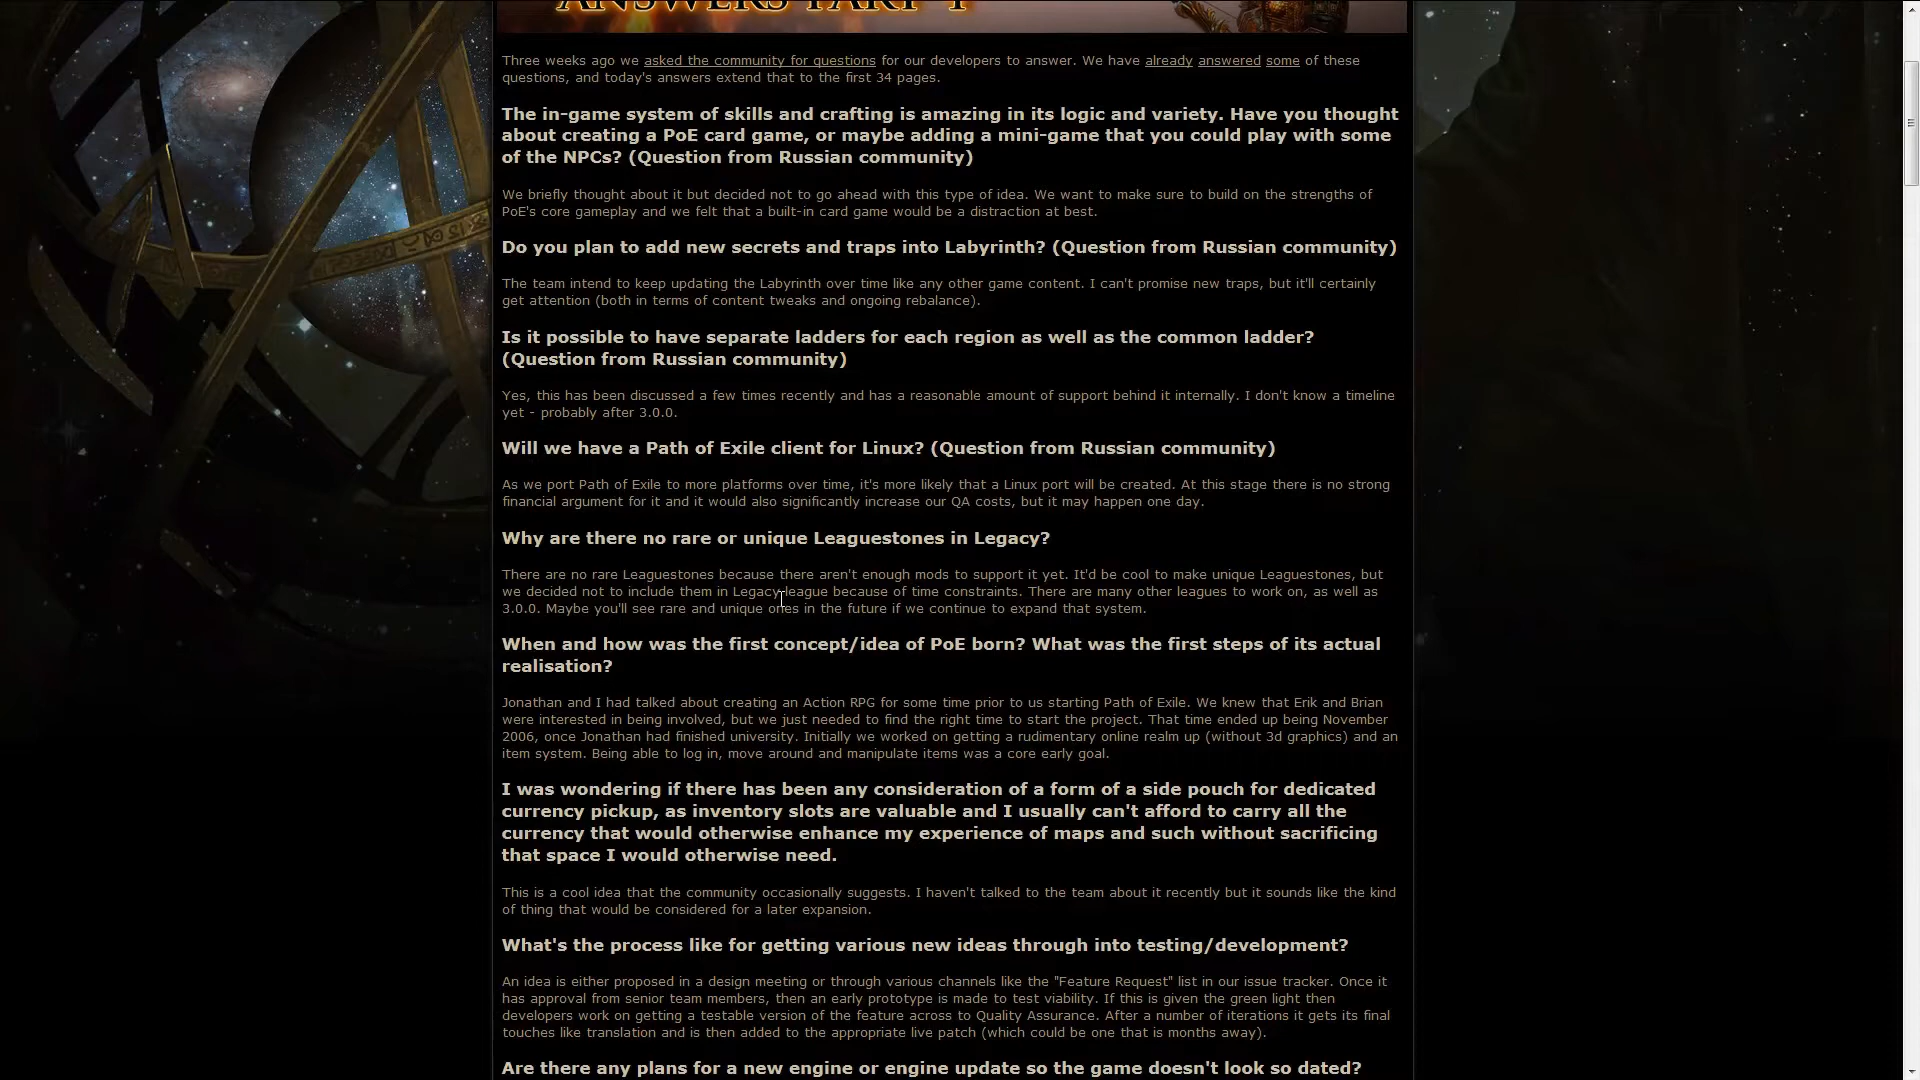 ANSWERS PART 4
Three weeks ago we asked the community for questions for our developers to answer. We have already answered some of these
questions, and today's answers extend that to the first 34 pages.
The in-game system of skills and crafting is amazing in its logic and variety. Have you thought
about creating a PoE card game, or maybe adding a mini-game that you could play with some
of the NPCs? (Question from Russian community)
We briefly thought about it but decided not to go ahead with this type of idea. We want to make sure to build on the strengths of
PoE's core gameplay and we felt that a built-in card game would be a distraction at best.
Do you plan to add new secrets and traps into Labyrinth? (Question from Russian community)
The team intend to keep updating the Labyrinth over time like any other game content. I can't promise new traps, but it'll certainly
get attention (both in terms of content tweaks and ongoing rebalance).
Is it possible to have separate ladders for each region as well as the common ladder?
(Question from Russian community)
Yes, this has been discussed a few times recently and has a reasonable amount of support behind it internally. I don't know a timeline
yet - probably after 3.0.0.
Will we have a Path of Exile client for Linux? (Question from Russian community)
As we port Path of Exile to more platforms over time, it's more likely that a Linux port will be created. At this stage there is no strong
financial argument for it and it would also significantly increase our QA costs, but it may happen one day.
Why are there no rare or unique Leaguestones in Legacy?
There are no rare Leaguestones because there aren't enough mods to support it yet. It'd be cool to make unique Leaguestones, but
we decided not to include them in Legacy league because of time constraints. There are many other leagues to work on, as well as
3.0.0. Maybe you'll see rare and unique ones in the future if we continue to expand that system.
When and how was the first concept/idea of PoE born? What was the first steps of its actual
realisation?
Jonathan and I had talked about creating an Action RPG for some time prior to us starting Path of Exile. We knew that Erik and Brian
were interested in being involved, but we just needed to find the right time to start the project. That time ended up being November
2006, once Jonathan had finished university. Initially we worked on getting a rudimentary online realm up (without 3d graphics) and an
item system. Being able to log in, move around and manipulate items was a core early goal.
I was wondering if there has been any consideration of a form of a side pouch for dedicated
currency pickup, as inventory slots are valuable and I usually can't afford to carry all the
currency that would otherwise enhance my experience of maps and such without sacrificing
that space I would otherwise need.
This is a cool idea that the community occasionally suggests. I haven't talked to the team about it recently but it sounds like the kind
of thing that would be considered for a later expansion.
What's the process like for getting various new ideas through into testing/development?
An idea is either proposed in a design meeting or through various channels like the "Feature Request" list in our issue tracker. Once it
has approval from senior team members, then an early prototype is made to test viability. If this is given the green light then
developers work on getting a testable version of the feature across to Quality Assurance. After a number of iterations it gets its final
touches like translation and is then added to the appropriate live patch (which could be one that is months away).
Are there any plans for a new engine or engine update so the game doesn't look so dated?